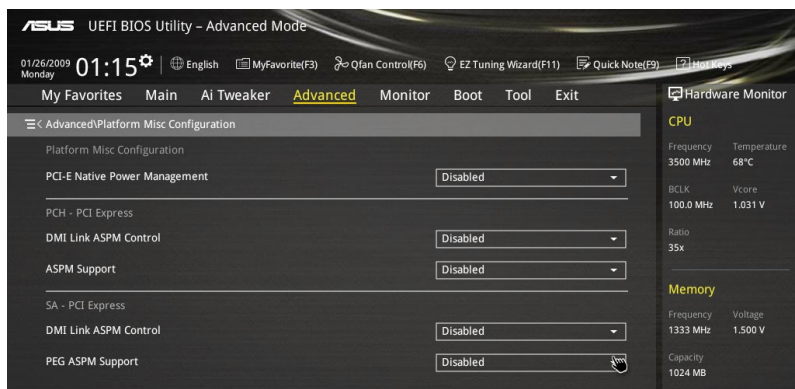 ASUS UEFI BIOS Utility – Advanced Mode
01/26/2009
Monday
01:15
English
MyFavorite(F3)
Qfan Control(F6)
EZ Tuning Wizard(F11)
Quick Note(F9)
? Hot Keys
My Favorites
Main
Ai Tweaker
Advanced
Monitor
Boot
Tool
Exit
Advanced\Platform Misc Configuration
Platform Misc Configuration
PCI-E Native Power Management Disabled
PCH - PCI Express
DMI Link ASPM Control Disabled
ASPM Support Disabled
SA - PCI Express
DMI Link ASPM Control Disabled
PEG ASPM Support Disabled
Hardware Monitor
CPU
Frequency Temperature
3500 MHz 68°C
BCLK Vcore
100.0 MHz 1.031 V
Ratio
35x
Memory
Frequency Voltage
1333 MHz 1.500 V
Capacity
1024 MB